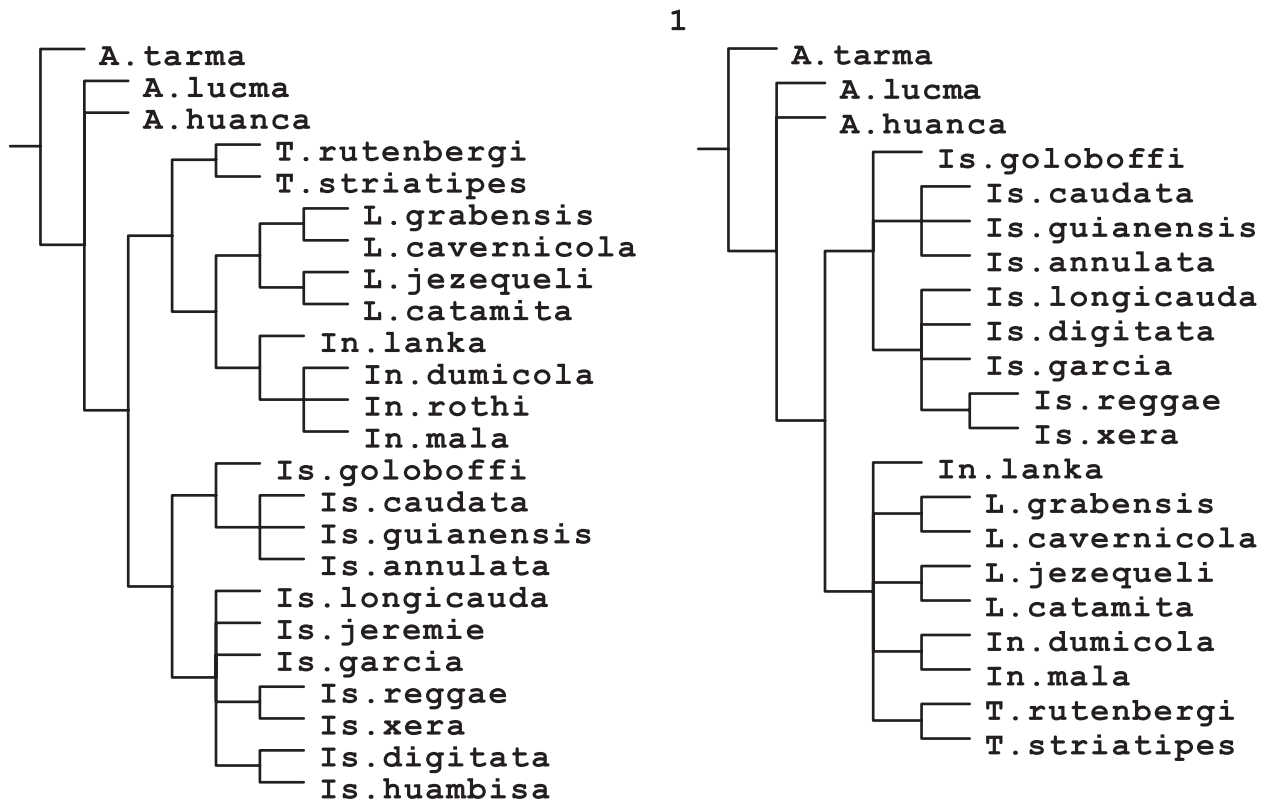 1
A.tarma
A.lucma
A.huanca
T.rutenbergi
T.striatipes
L.grabensis
L.cavernicola
L.jezequeli
L.catamita
In.lanka
In.dumicola
In.rothi
In.mala
Is.goloboffi
Is.caudata
Is.guianensis
Is.annulata
Is.longicauda
Is.jeremie
Is.garcia
Is.reggae
Is.xera
Is.digitata
Is.huambisa
A.tarma
A.lucma
A.huanca
Is.goloboffi
Is.caudata
Is.guianensis
Is.annulata
Is.longicauda
Is.digitata
Is.garcia
Is.reggae
Is.xera
In.lanka
L.grabensis
L.cavernicola
L.jezequeli
L.catamita
In.dumicola
In.mala
T.rutenbergi
T.striatipes